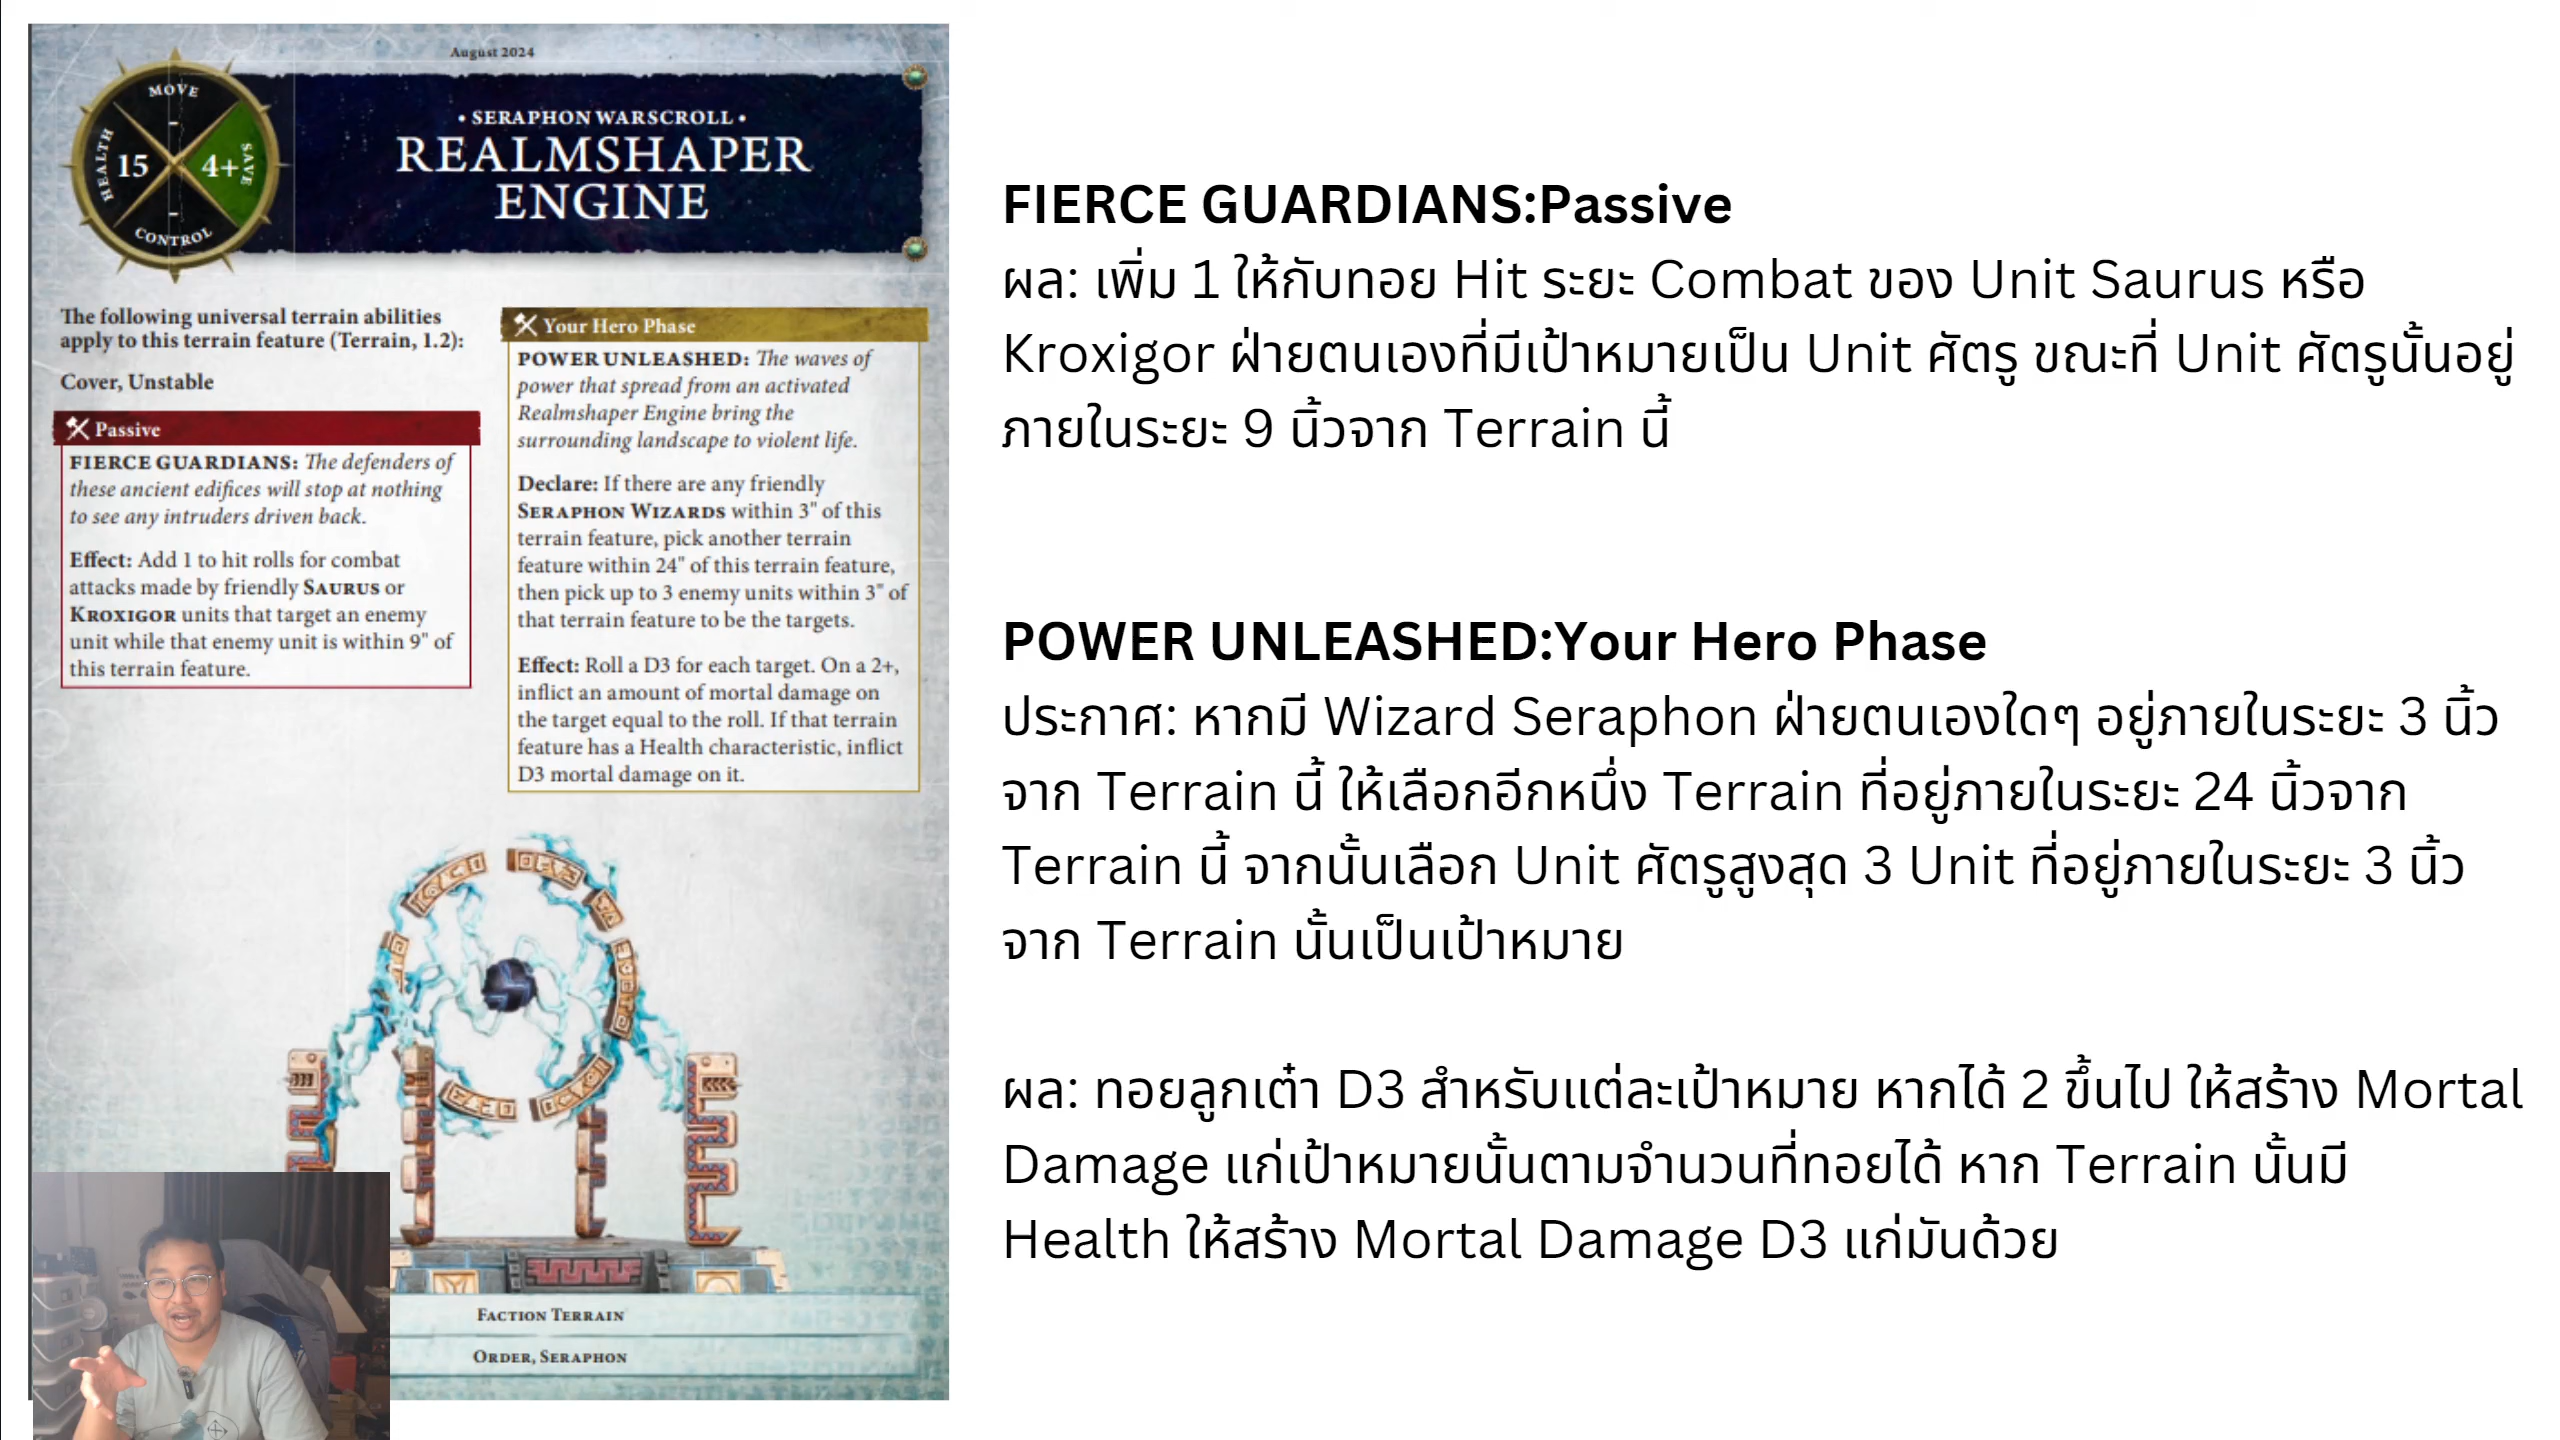 August 2024
• SERAPHON WARSCROLL •
REALMSHAPER
ENGINE
MOVE
-
HEALTH
15
4+
SAVE
-
CONTROL
The following universal terrain abilities
apply to this terrain feature (Terrain, 1.2):
Cover, Unstable
Passive
FIERCE GUARDIANS: The defenders of
these ancient edifices will stop at nothing
to see any intruders driven back.
Effect: Add 1 to hit rolls for combat
attacks made by friendly SAURUS or
KROXIGOR units that target an enemy
unit while that enemy unit is within 9" of
this terrain feature.
Your Hero Phase
POWER UNLEASHED: The waves of
power that spread from an activated
Realmshaper Engine bring the
surrounding landscape to violent life.
Declare: If there are any friendly
SERAPHON WIZARDS within 3" of this
terrain feature, pick another terrain
feature within 24" of this terrain feature,
then pick up to 3 enemy units within 3" of
that terrain feature to be the targets.
Effect: Roll a D3 for each target. On a 2+,
inflict an amount of mortal damage on
the target equal to the roll. If that terrain
feature has a Health characteristic, inflict
D3 mortal damage on it.
FACTION TERRAIN
ORDER, SERAPHON
FIERCE GUARDIANS:Passive
ผล: เพิ่ม 1 ให้กับทอย Hit ระยะ Combat ของ Unit Saurus หรือ
Kroxigor ฝ่ายตนเองที่มีเป้าหมายเป็น Unit ศัตรู ขณะที่ Unit ศัตรูนั้นอยู่
ภายในระยะ 9 นิ้วจาก Terrain นี้
POWER UNLEASHED:Your Hero Phase
ประกาศ: หากมี Wizard Seraphon ฝ่ายตนเองใดๆ อยู่ภายในระยะ 3 นิ้ว
จาก Terrain นี้ ให้เลือกอีกหนึ่ง Terrain ที่อยู่ภายในระยะ 24 นิ้วจาก
Terrain นี้ จากนั้นเลือก Unit ศัตรูสูงสุด 3 Unit ที่อยู่ภายในระยะ 3 นิ้ว
จาก Terrain นั้นเป็นเป้าหมาย
ผล: ทอยลูกเต๋า D3 สำหรับแต่ละเป้าหมาย หากได้ 2 ขึ้นไป ให้สร้าง Mortal
Damage แก่เป้าหมายนั้นตามจำนวนที่ทอยได้ หาก Terrain นั้นมี
Health ให้สร้าง Mortal Damage D3 แก่มันด้วย